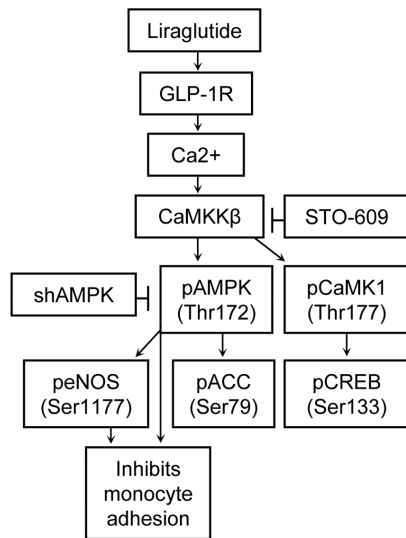 Liraglutide
GLP-1R
Ca2+
CaMKKβ
STO-609
shAMPK
pAMPK
(Thr172)
pCaMK1
(Thr177)
peNOS
(Ser1177)
pACC
(Ser79)
pCREB
(Ser133)
Inhibits
monocyte
adhesion